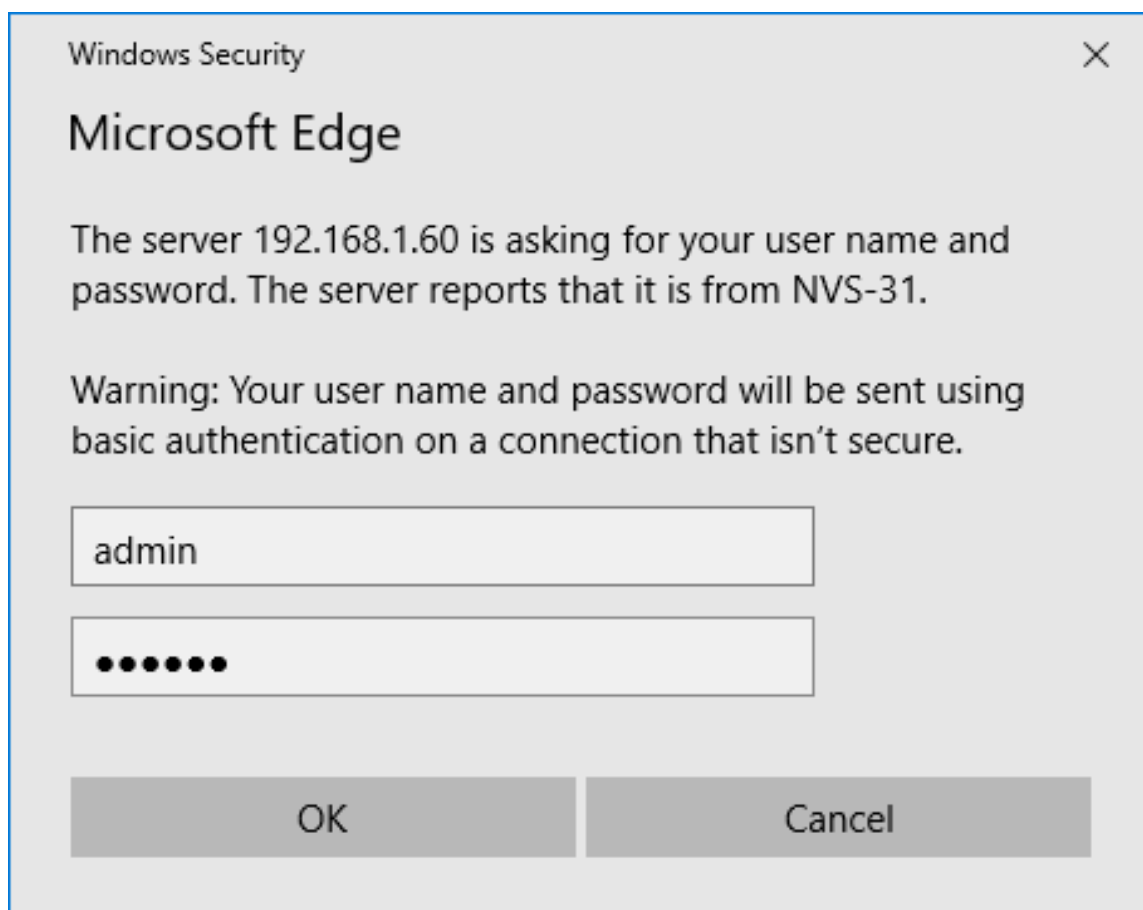 Windows Security
Microsoft Edge
The server 192.168.1.60 is asking for your user name and
password. The server reports that it is from NVS-31.
Warning: Your user name and password will be sent using
basic authentication on a connection that isn’t secure.
admin
●●●●●●
OK
Cancel